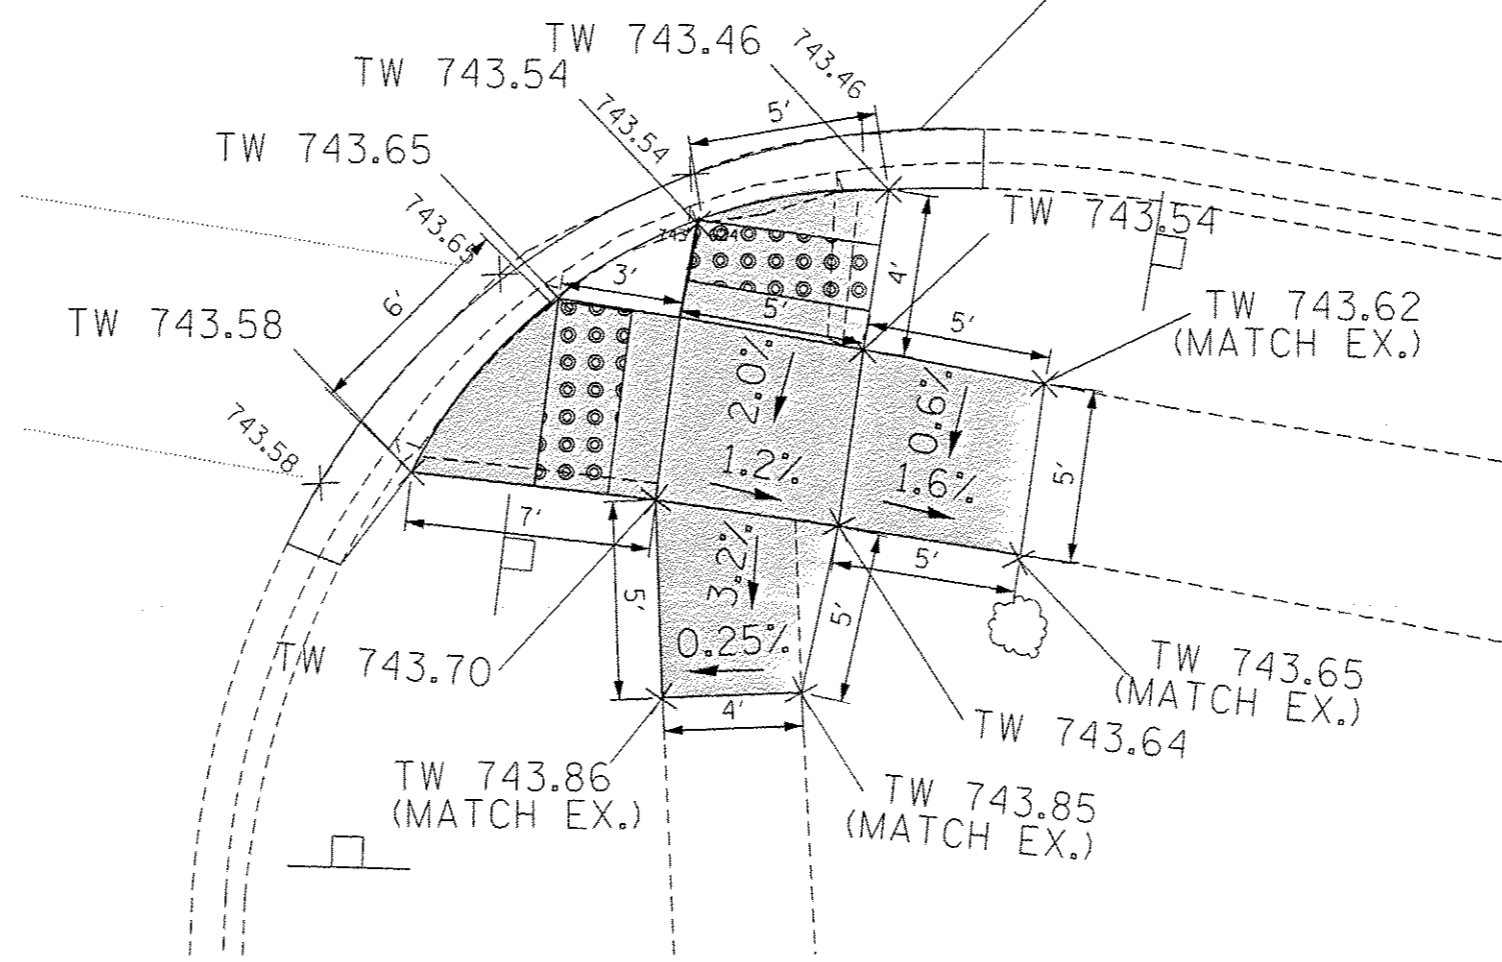 TW 743.46
743.46
TW 743.54
743.54
5'
TW 743.65
743.65
TW 743.54
4'
3'
5'
5'
6'
TW 743.58
743.58
TW 743.62
(MATCH EX.)
2.0%
1.2%
0.6%
1.6%
5'
7'
5'
5'
3.2%
0.25%
5'
4'
TW 743.70
TW 743.65
(MATCH EX.)
TW 743.64
TW 743.86
(MATCH EX.)
TW 743.85
(MATCH EX.)